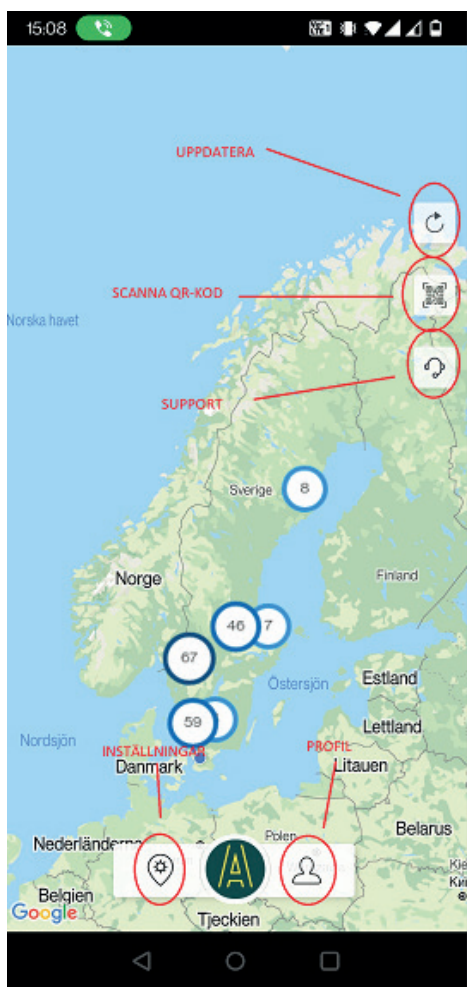 15:08
UPPDATERA
SCANNA QR-KOD
Norska havet
SUPPORT
Sverige
8
Norge
Finland
46
7
67
Östersjön
Estland
59
Lettland
Nordsjön
INSTÄLLNINGAR
PROFIL
Danmark
Litauen
Belarus
Nederländerna
Polen
Belgien
Google
Tjeckien